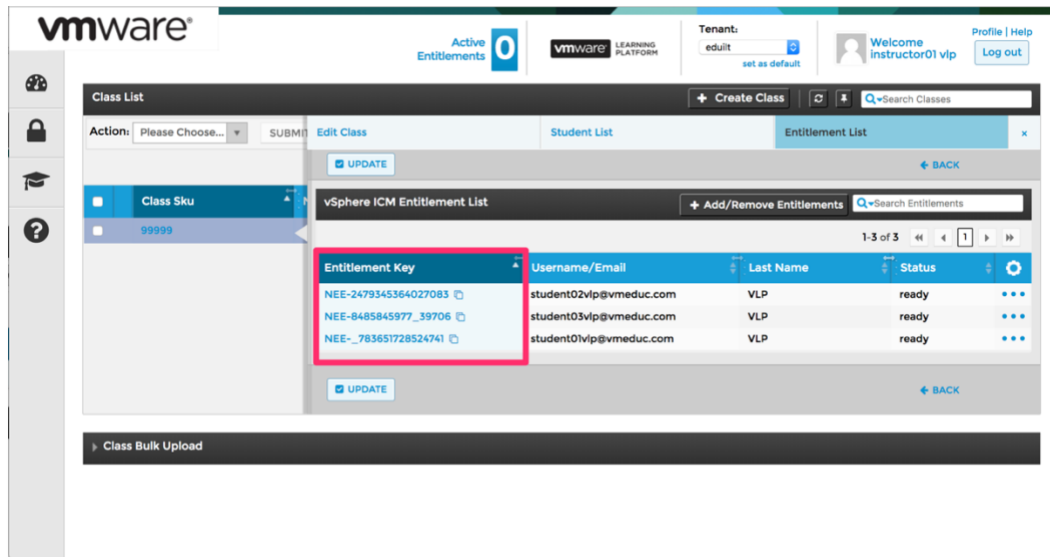 vmware®
Active Entitlements 0
vmware® LEARNING PLATFORM
Tenant:
eduilt
set as default
Welcome instructor01 vlp
Profile | Help
Log out
Class List
+ Create Class
Search Classes
Action: Please Choose... SUBMIT
Edit Class Student List Entitlement List x
UPDATE BACK
Class Sku
99999
vSphere ICM Entitlement List + Add/Remove Entitlements Search Entitlements
1-3 of 3 1
Entitlement Key Username/Email Last Name Status
NEE-2479345364027083 student02vlp@vmeduc.com VLP ready
NEE-8485845977_39706 student03vlp@vmeduc.com VLP ready
NEE-_783651728524741 student01vlp@vmeduc.com VLP ready
UPDATE BACK
Class Bulk Upload